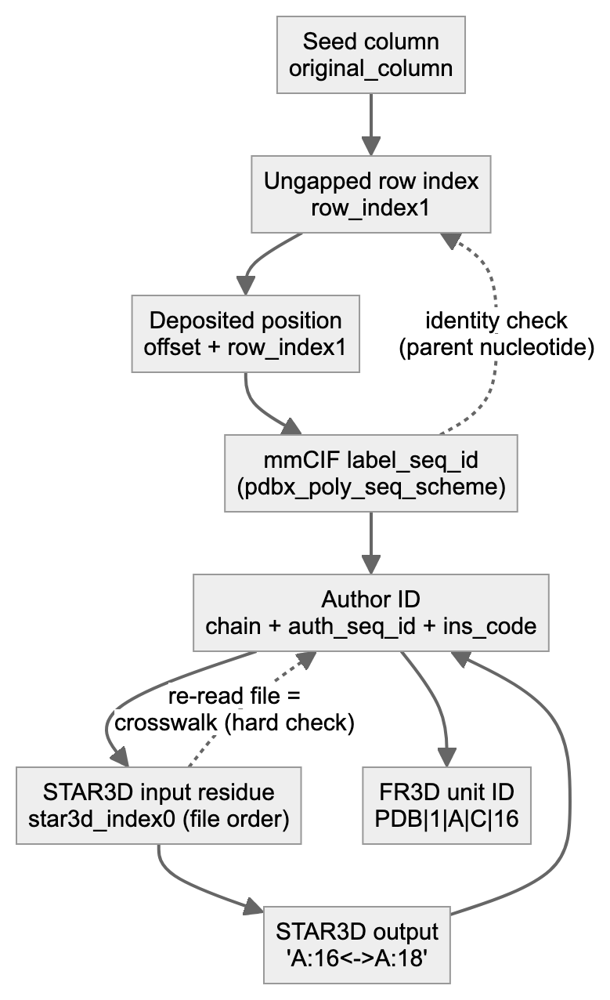 Seed column
original_column
Ungapped row index
row_index1
Deposited position
offset + row_index1
identity check
(parent nucleotide)
mmCIF label_seq_id
(pdbx_poly_seq_scheme)
Author ID
chain + auth_seq_id + ins_code
re-read file =
crosswalk (hard check)
STAR3D input residue
star3d_index0 (file order)
FR3D unit ID
PDB|1|A|C|16
STAR3D output
'A:16<->A:18'